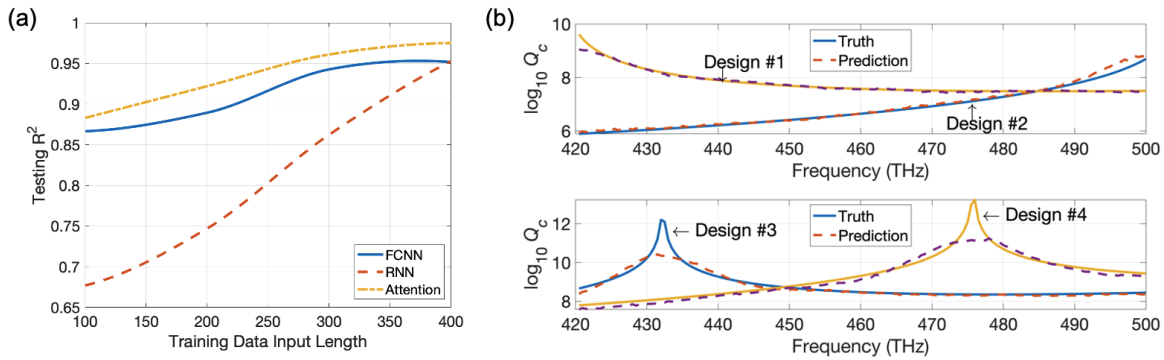 (a)
1
0.95
0.9
0.85
0.8
0.75
0.7
0.65
Testing R²
100 150 200 250 300 350 400
Training Data Input Length
FCNN
RNN
Attention
(b)
10
8
6
log₁₀ Q꜀
Truth
Prediction
Design #1
Design #2
420 430 440 450 460 470 480 490 500
Frequency (THz)
12
10
8
log₁₀ Q꜀
Truth
Prediction
← Design #3
← Design #4
420 430 440 450 460 470 480 490 500
Frequency (THz)